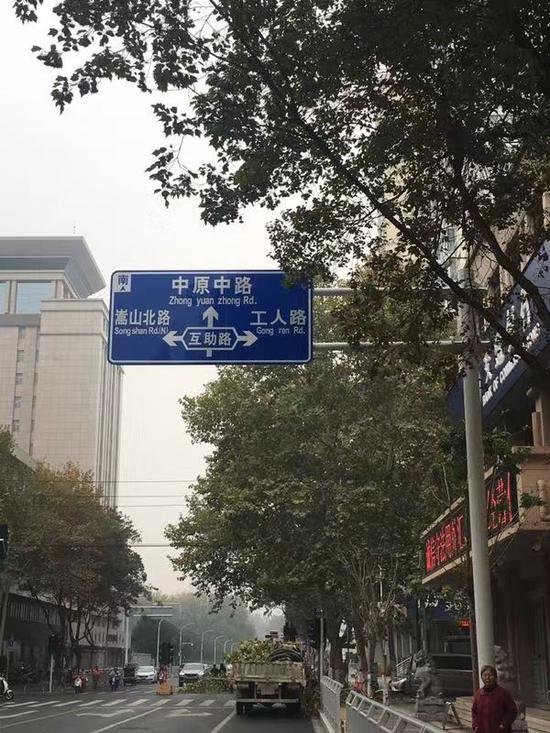 南
中原中路
Zhong yuan zhong Rd.
嵩山北路
Song shan Rd.(N)
工人路
Gong ren Rd.
互助路